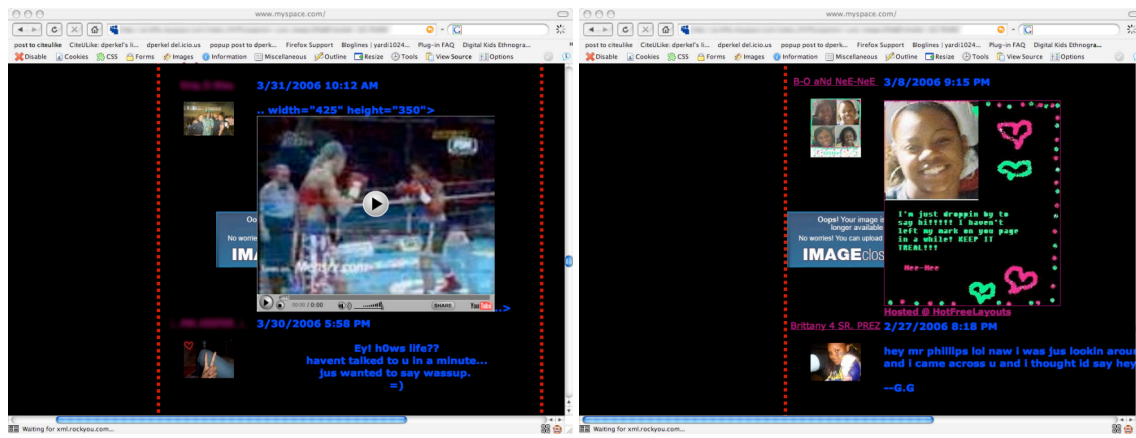 www.myspace.com/
post to citeulike CiteULike: dperkel's li... dperkel del.icio.us popup post to dperk... Firefox Support Bloglines | yardi1024... Plug-in FAQ Digital Kids Ethnogra...
Disable Cookies CSS Forms Images Information Miscellaneous Outline Resize Tools View Source Options
3/31/2006 10:12 AM
.. width="425" height="350">
Oo
No worrie
IM
0:00 / 0:00 SHARE YouTube
..>
3/30/2006 5:58 PM
Ey! h0ws life??
havent talked to u in a minute...
jus wanted to say wassup.
=)
Waiting for xml.rockyou.com...
www.myspace.com/
post to citeulike CiteULike: dperkel's li... dperkel del.icio.us popup post to dperk... Firefox Support Bloglines | yardi1024... Plug-in FAQ Digital Kids Ethnogra...
Disable Cookies CSS Forms Images Information Miscellaneous Outline Resize Tools View Source Options
B-O aNd NeE-NeE 3/8/2006 9:15 PM
Oops! Your image is
longer available
No worries! You can upload
IMAGEclos
I'm just droppin by to
say hi!!!!! I haven't
left my mark on you page
in a while! KEEP IT
TREAL!!!
Nee-Nee
Hosted @ HotFreeLayouts
Brittany 4 SR. PREZ 2/27/2006 8:18 PM
hey mr phillips lol naw i was jus lookin arou
and i came across u and i thought id say hey
--G.G
Waiting for xml.rockyou.com...